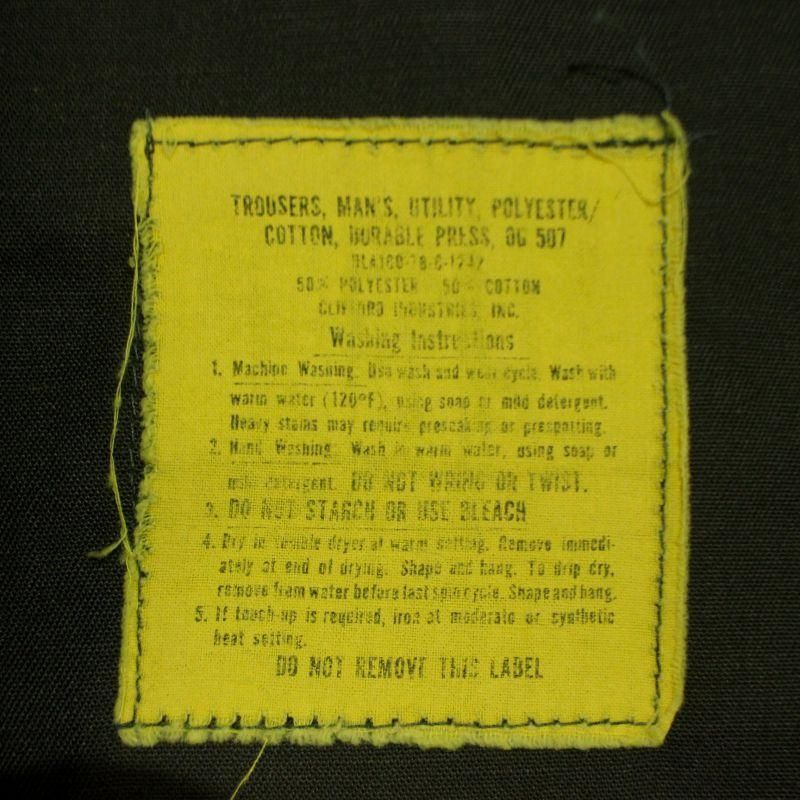 TROUSERS, MAN'S, UTILITY, POLYESTER/
COTTON, DURABLE PRESS, OG 507
50% POLYESTER 50% COTTON
CLIFFORD INDUSTRIES, INC.
Washing Instructions
1. Machine Washing. Use wash and wear cycle. Wash with
warm water (120°F), using soap or mild detergent.
Heavy stains may require presoaking or prespotting.
2. Hand Washing. Wash in warm water, using soap or
mild detergent. DO NOT WRING OR TWIST.
3. DO NOT STARCH OR USE BLEACH
4. Dry in tumble dryer at warm setting. Remove immedi-
ately at end of drying. Shape and hang. To drip dry,
remove from water before last spin cycle. Shape and hang.
5. If touch-up is required, iron at moderate or synthetic
heat setting.
DO NOT REMOVE THIS LABEL